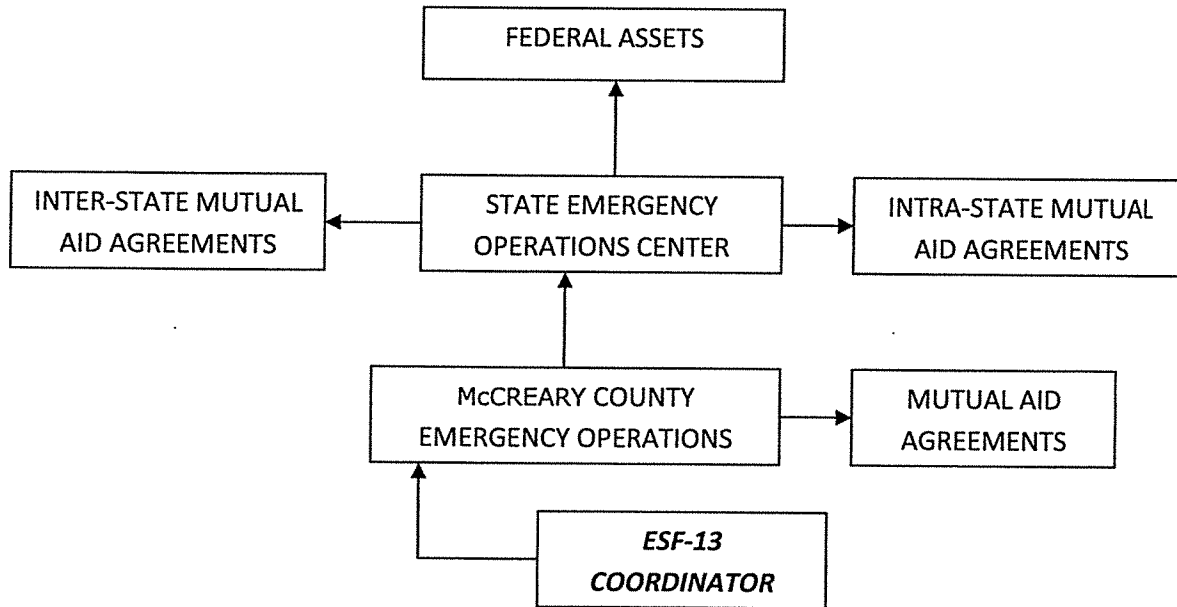 FEDERAL ASSETS
INTER-STATE MUTUAL
AID AGREEMENTS
STATE EMERGENCY
OPERATIONS CENTER
INTRA-STATE MUTUAL
AID AGREEMENTS
McCREARY COUNTY
EMERGENCY OPERATIONS
MUTUAL AID
AGREEMENTS
ESF-13
COORDINATOR